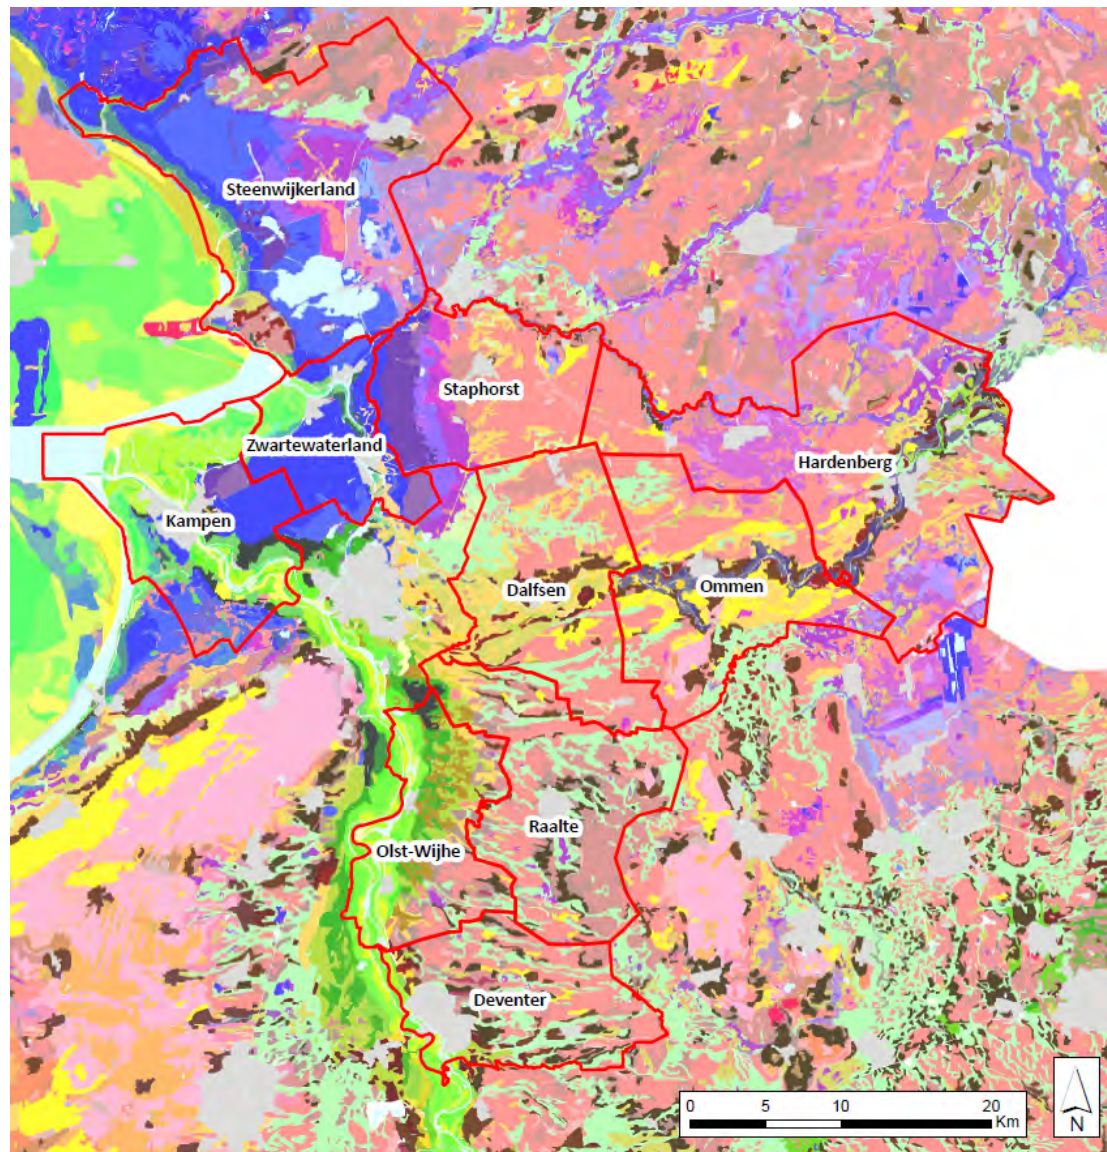 Steenwijkerland
Staphorst
Zwartewaterland
Hardenberg
Kampen
Dalfsen
Ommen
Raalte
Olst-Wijhe
Deventer
0 5 10 20
Km
N